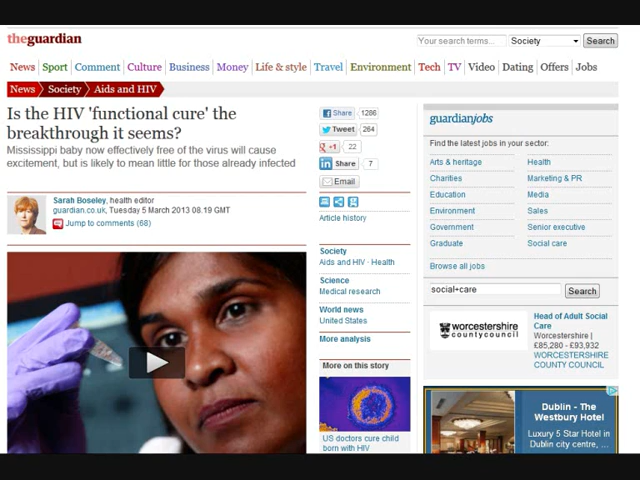 theguardian
Your search terms...
Society
Search
News Sport Comment Culture Business Money Life & style Travel Environment Tech TV Video Dating Offers Jobs
News Society Aids and HIV
Is the HIV 'functional cure' the
breakthrough it seems?
Mississippi baby now effectively free of the virus will cause
excitement, but is likely to mean little for those already infected
Sarah Boseley, health editor
guardian.co.uk, Tuesday 5 March 2013 08.19 GMT
Jump to comments (68)
Share 1286
Tweet 264
+1 22
in Share 7
Email
Article history
Society
Aids and HIV · Health
Science
Medical research
World news
United States
More analysis
More on this story
US doctors cure child
born with HIV
guardianjobs
Find the latest jobs in your sector:
Arts & heritage Health
Charities Marketing & PR
Education Media
Environment Sales
Government Senior executive
Graduate Social care
Browse all jobs
social+care Search
worcestershire
countycouncil
Head of Adult Social
Care
Worcestershire |
£85,280 - £93,932
WORCESTERSHIRE
COUNTY COUNCIL
Dublin - The
Westbury Hotel
Luxury 5 Star Hotel in
Dublin city centre, ...